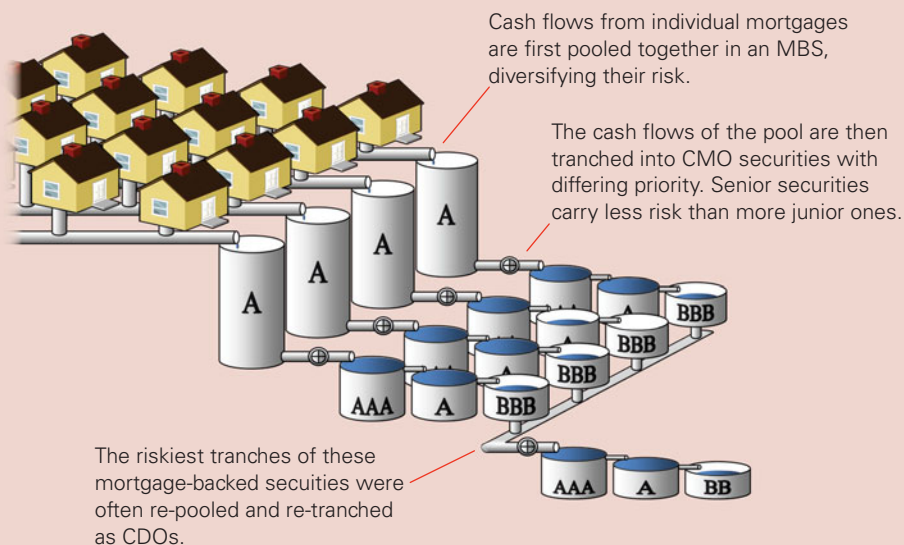 Cash flows from individual mortgages
are first pooled together in an MBS,
diversifying their risk.
The cash flows of the pool are then
tranched into CMO securities with
differing priority. Senior securities
carry less risk than more junior ones.
A
A
A
A
AAA
A
BBB
A
BBB
A
BBB
AAA
A
BBB
The riskiest tranches of these
mortgage-backed secuities were
often re-pooled and re-tranched
as CDOs.
AAA
A
BB